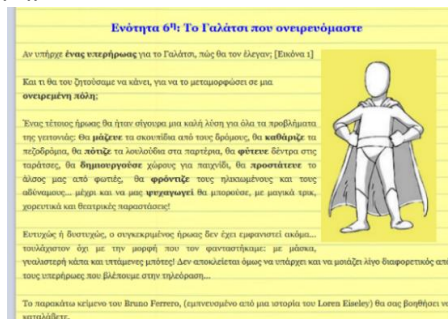 Ενότητα 6η: Το Γαλάτσι που ονειρευόμαστε
Αν υπήρχε ένας υπερήρωας για το Γαλάτσι, πώς θα τον έλεγαν; [Εικόνα 1]
Και τι θα του ζητούσαμε να κάνει, για να το μεταμορφώσει σε μια
ονειρεμένη πόλη;
Ένας τέτοιος ήρωας θα ήταν σίγουρα μια καλή λύση για όλα τα προβλήματα
της γειτονιάς: Θα μάζευε τα σκουπίδια από τους δρόμους, θα καθάριζε τα
πεζοδρόμια, θα πότιζε τα λουλούδια στα παρτέρια, θα φύτευε δέντρα στις
ταράτσες, θα δημιουργούσε χώρους για παιχνίδι, θα προστάτευε το
άλσος μας από φωτιές, θα φρόντιζε τους ηλικιωμένους και τους
αδύναμους... μέχρι και να μας ψυχαγωγεί θα μπορούσε, με μαγικά τρικ,
χορευτικά και θεατρικές παραστάσεις!
Ευτυχώς ή δυστυχώς, ο συγκεκριμένος ήρωας δεν έχει εμφανιστεί ακόμα...
τουλάχιστον όχι με την μορφή που τον φανταστήκαμε: με μάσκα,
γυαλιστερή κάπα και ιπτάμενες μπότες! Δεν αποκλείεται όμως να υπάρχει και να μοιάζει λίγο διαφορετικός από
τους υπερήρωες που βλέπουμε στην τηλεόραση...
Το παρακάτω κείμενο του Bruno Ferrero, (εμπνευσμένο από μια ιστορία του Loren Eiseley) θα σας βοηθήσει να
καταλάβετε.